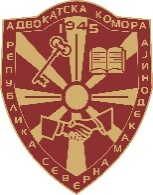 АДВОКАТСКА КОМОРА
1945
РЕПУБЛИКА СЕВЕРНА МАКЕДОНИЈА